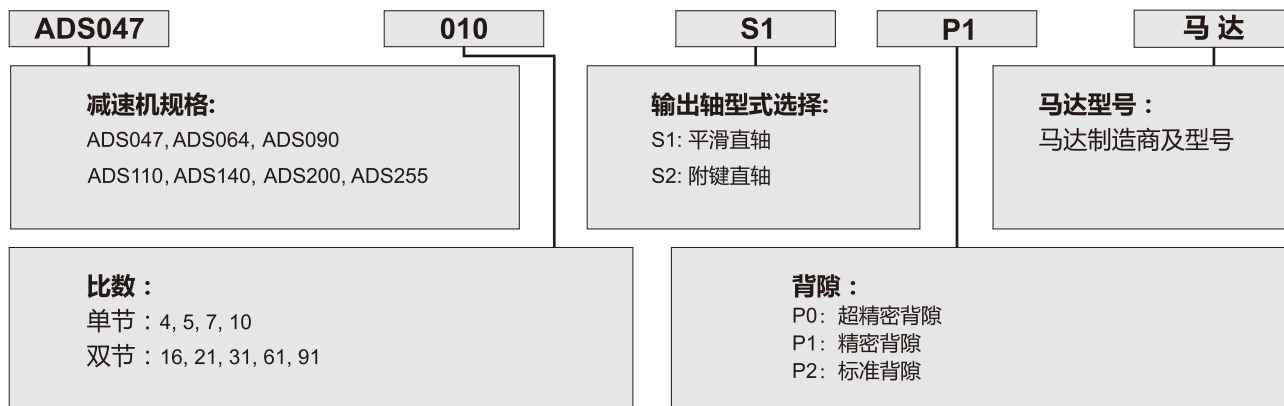 ADS047
010
S1
P1
马达
减速机规格:
ADS047, ADS064, ADS090
ADS110, ADS140, ADS200, ADS255
输出轴型式选择:
S1: 平滑直轴
S2: 附键直轴
马达型号：
马达制造商及型号
比数：
单节：4, 5, 7, 10
双节：16, 21, 31, 61, 91
背隙：
P0：超精密背隙
P1：精密背隙
P2：标准背隙